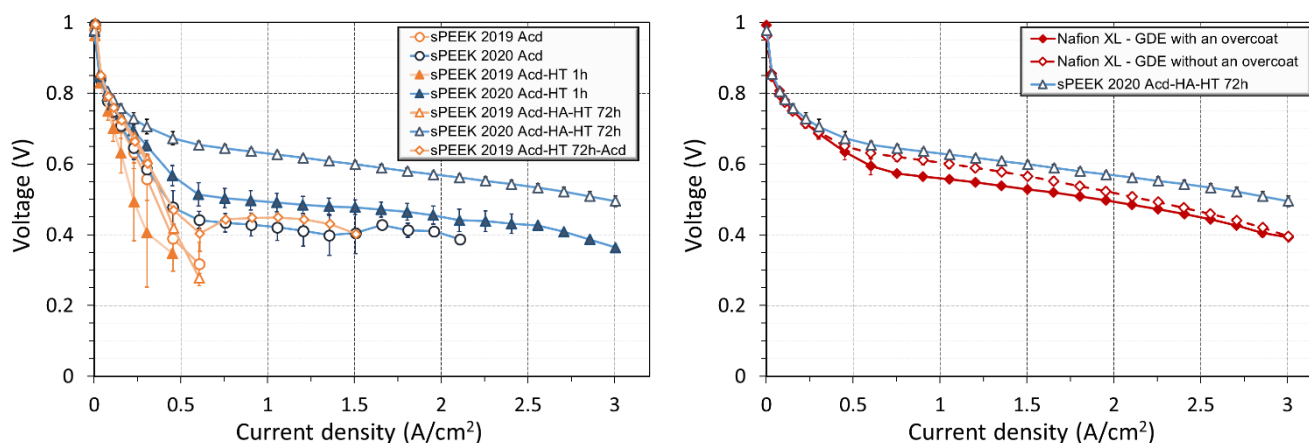 1
0.8
0.6
0.4
0.2
0
Voltage (V)
0
0.5
1
1.5
2
2.5
3
Current density (A/cm²)
sPEEK 2019 Acd
sPEEK 2020 Acd
sPEEK 2019 Acd-HT 1h
sPEEK 2020 Acd-HT 1h
sPEEK 2019 Acd-HA-HT 72h
sPEEK 2020 Acd-HA-HT 72h
sPEEK 2019 Acd-HT 72h-Acd
1
0.8
0.6
0.4
0.2
0
Voltage (V)
0
0.5
1
1.5
2
2.5
3
Current density (A/cm²)
Nafion XL - GDE with an overcoat
Nafion XL - GDE without an overcoat
sPEEK 2020 Acd-HA-HT 72h